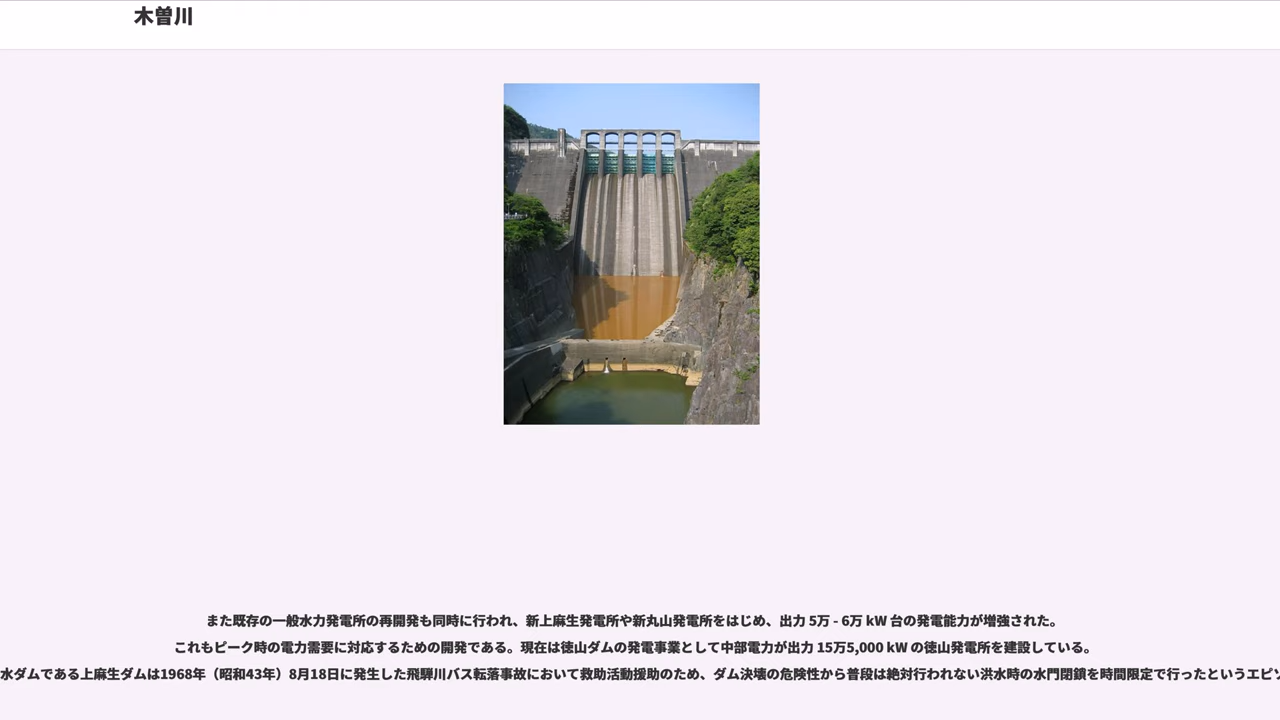 木曽川
また既存の一般水力発電所の再開発も同時に行われ、新上麻生発電所や新丸山発電所をはじめ、出力 5万 - 6万 kW 台の発電能力が増強された。
これもピーク時の電力需要に対応するための開発である。現在は徳山ダムの発電事業として中部電力が出力 15万5,000 kW の徳山発電所を建設している。
水ダムである上麻生ダムは1968年（昭和43年）8月18日に発生した飛騨川バス転落事故において救助活動援助のため、ダム決壊の危険性から普段は絶対行われない洪水時の水門閉鎖を時間限定で行ったというエピソ